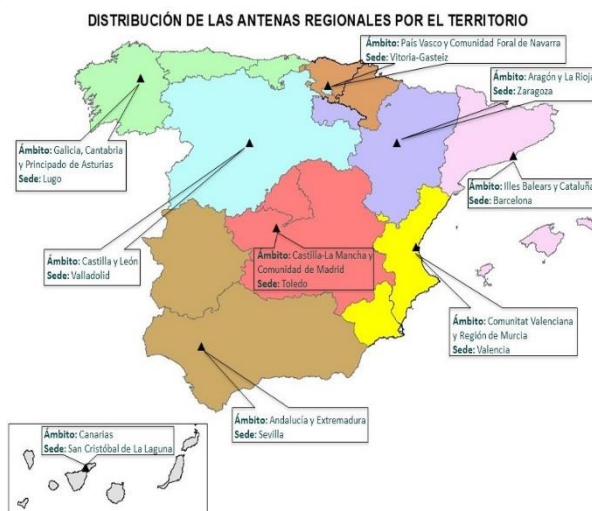 DISTRIBUCIÓN DE LAS ANTENAS REGIONALES POR EL TERRITORIO
Ámbito: País Vasco y Comunidad Foral de Navarra
Sede: Vitoria-Gasteiz
Ámbito: Aragón y La Rioja
Sede: Zaragoza
Ámbito: Galicia, Cantabria
y Principado de Asturias
Sede: Lugo
Ámbito: Illes Balears y Cataluña
Sede: Barcelona
Ámbito: Castilla y León
Sede: Valladolid
Ámbito: Castilla-La Mancha y
Comunidad de Madrid
Sede: Toledo
Ámbito: Comunitat Valenciana
y Región de Murcia
Sede: Valencia
Ámbito: Andalucía y Extremadura
Sede: Sevilla
Ámbito: Canarias
Sede: San Cristóbal de La Laguna